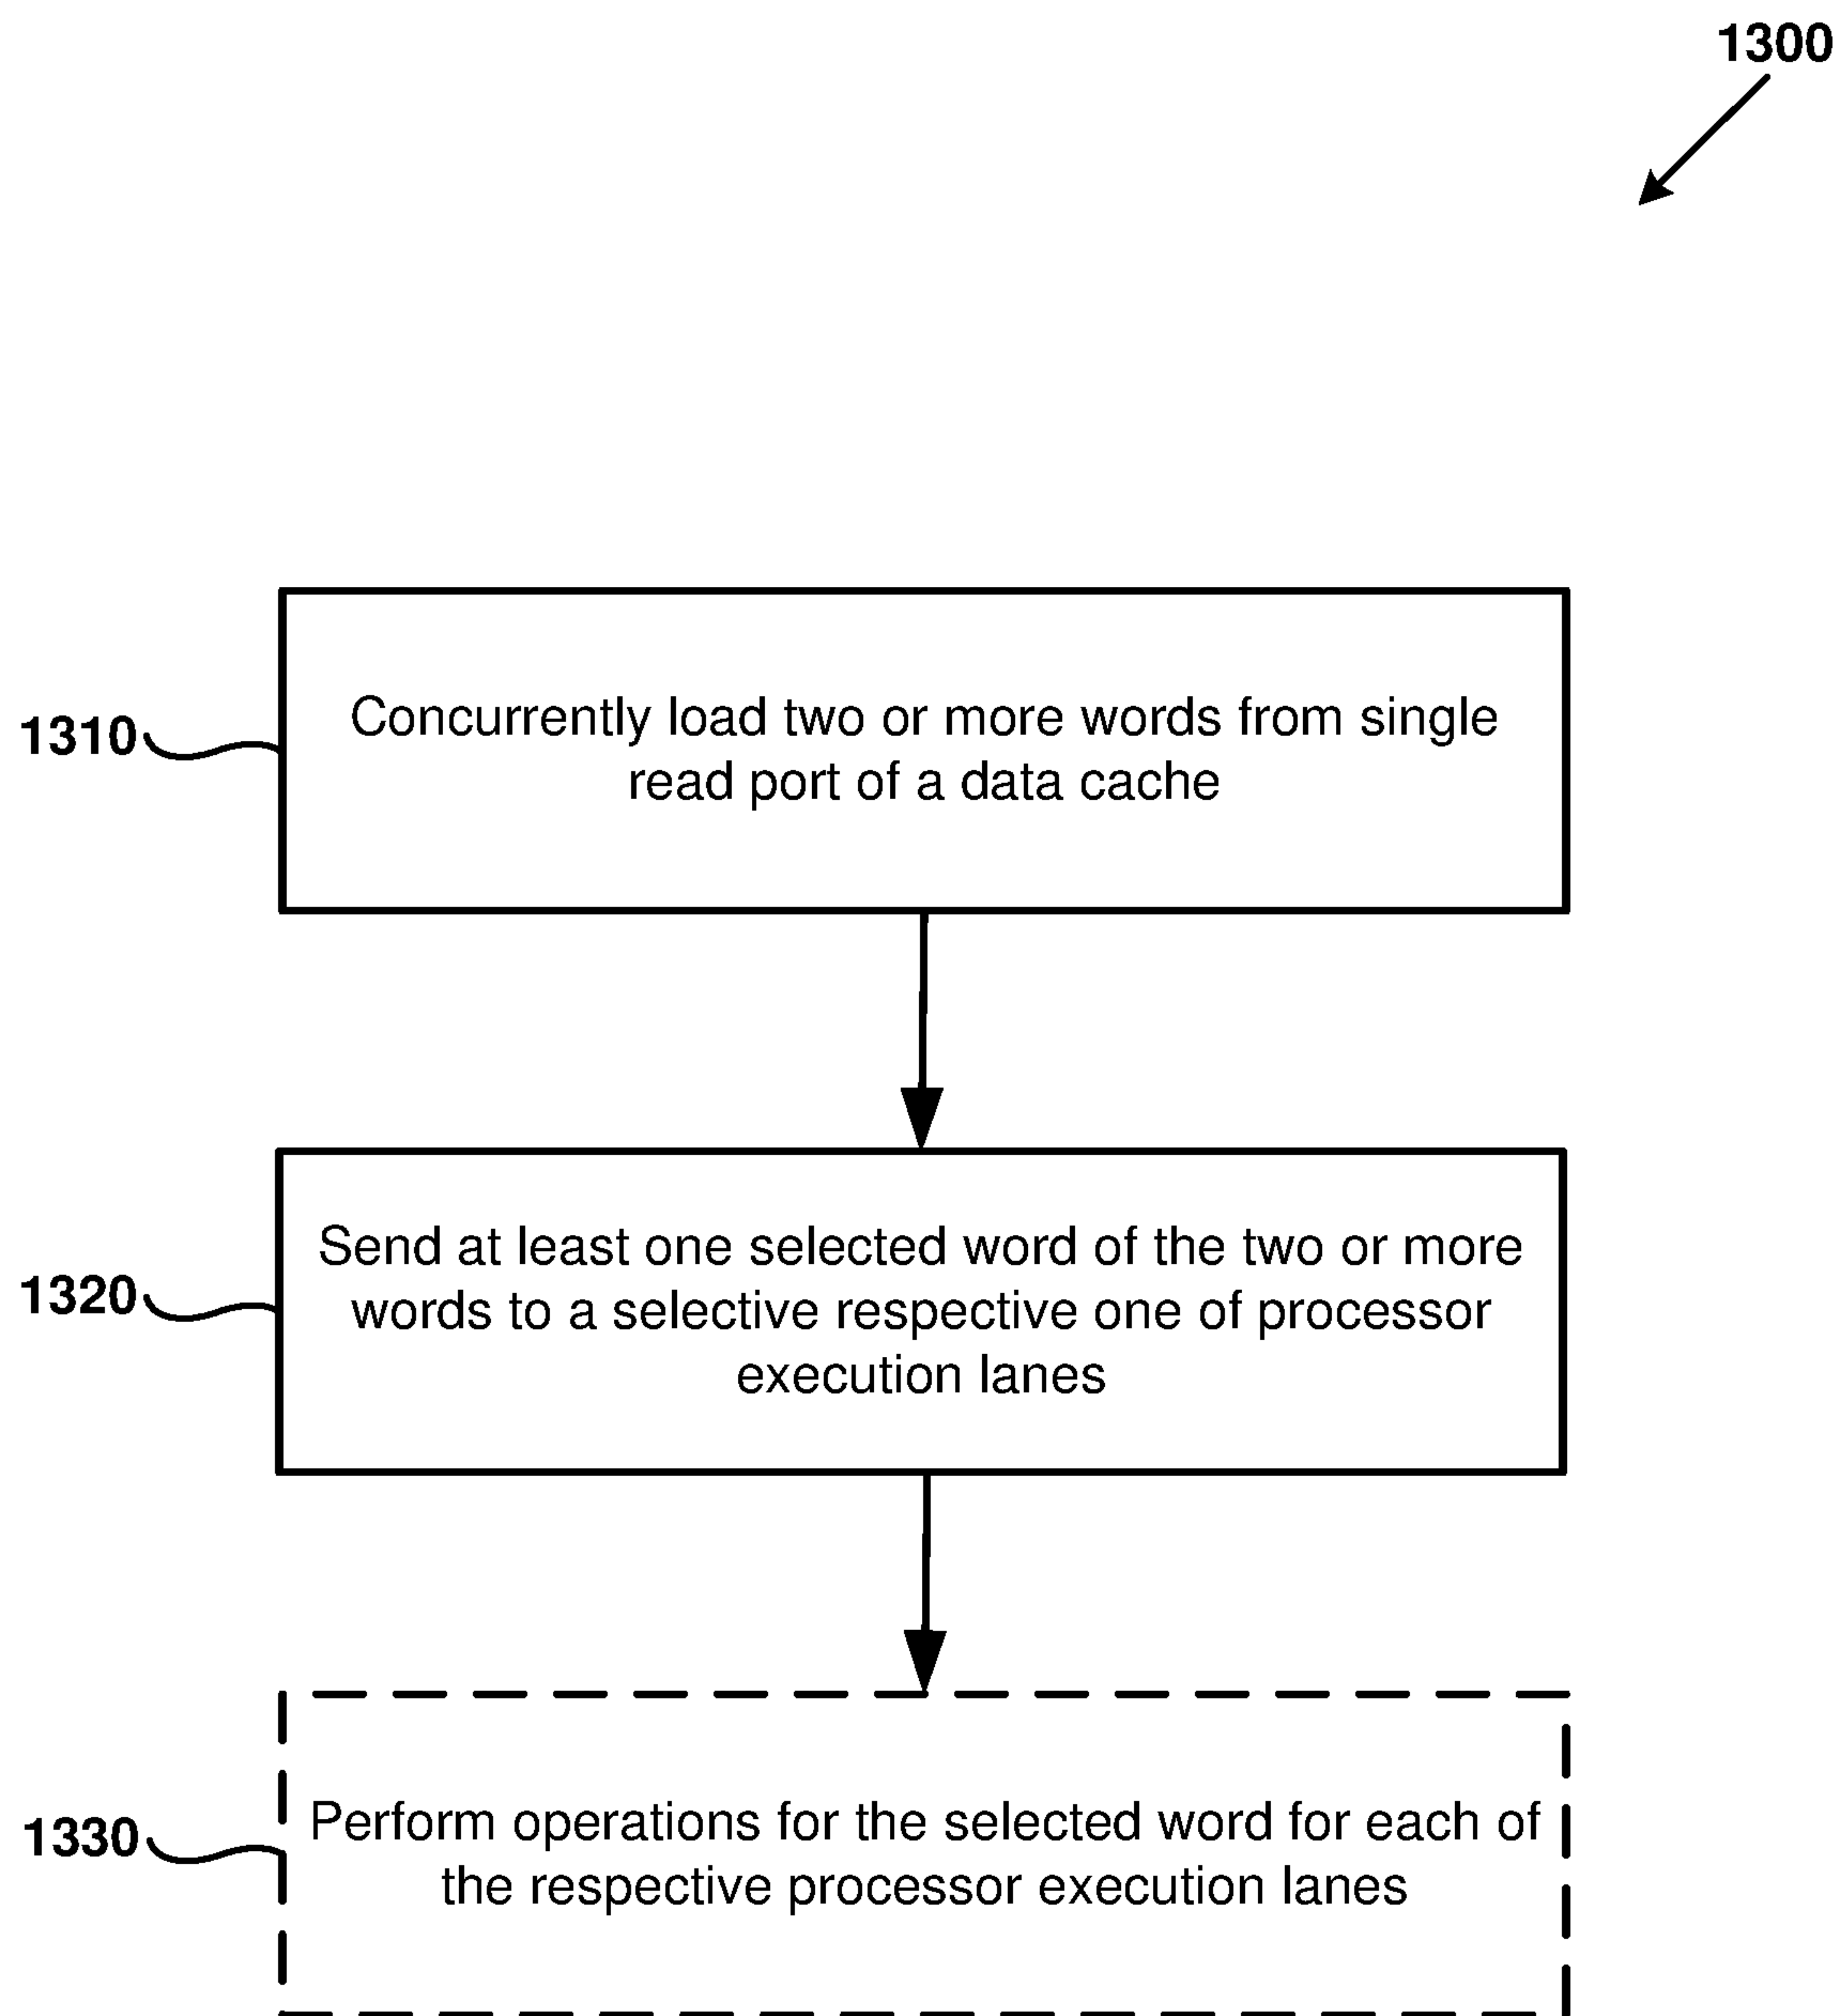 1300
1310
Concurrently load two or more words from single
read port of a data cache
1320
Send at least one selected word of the two or more
words to a selective respective one of processor
execution lanes
1330
Perform operations for the selected word for each of
the respective processor execution lanes